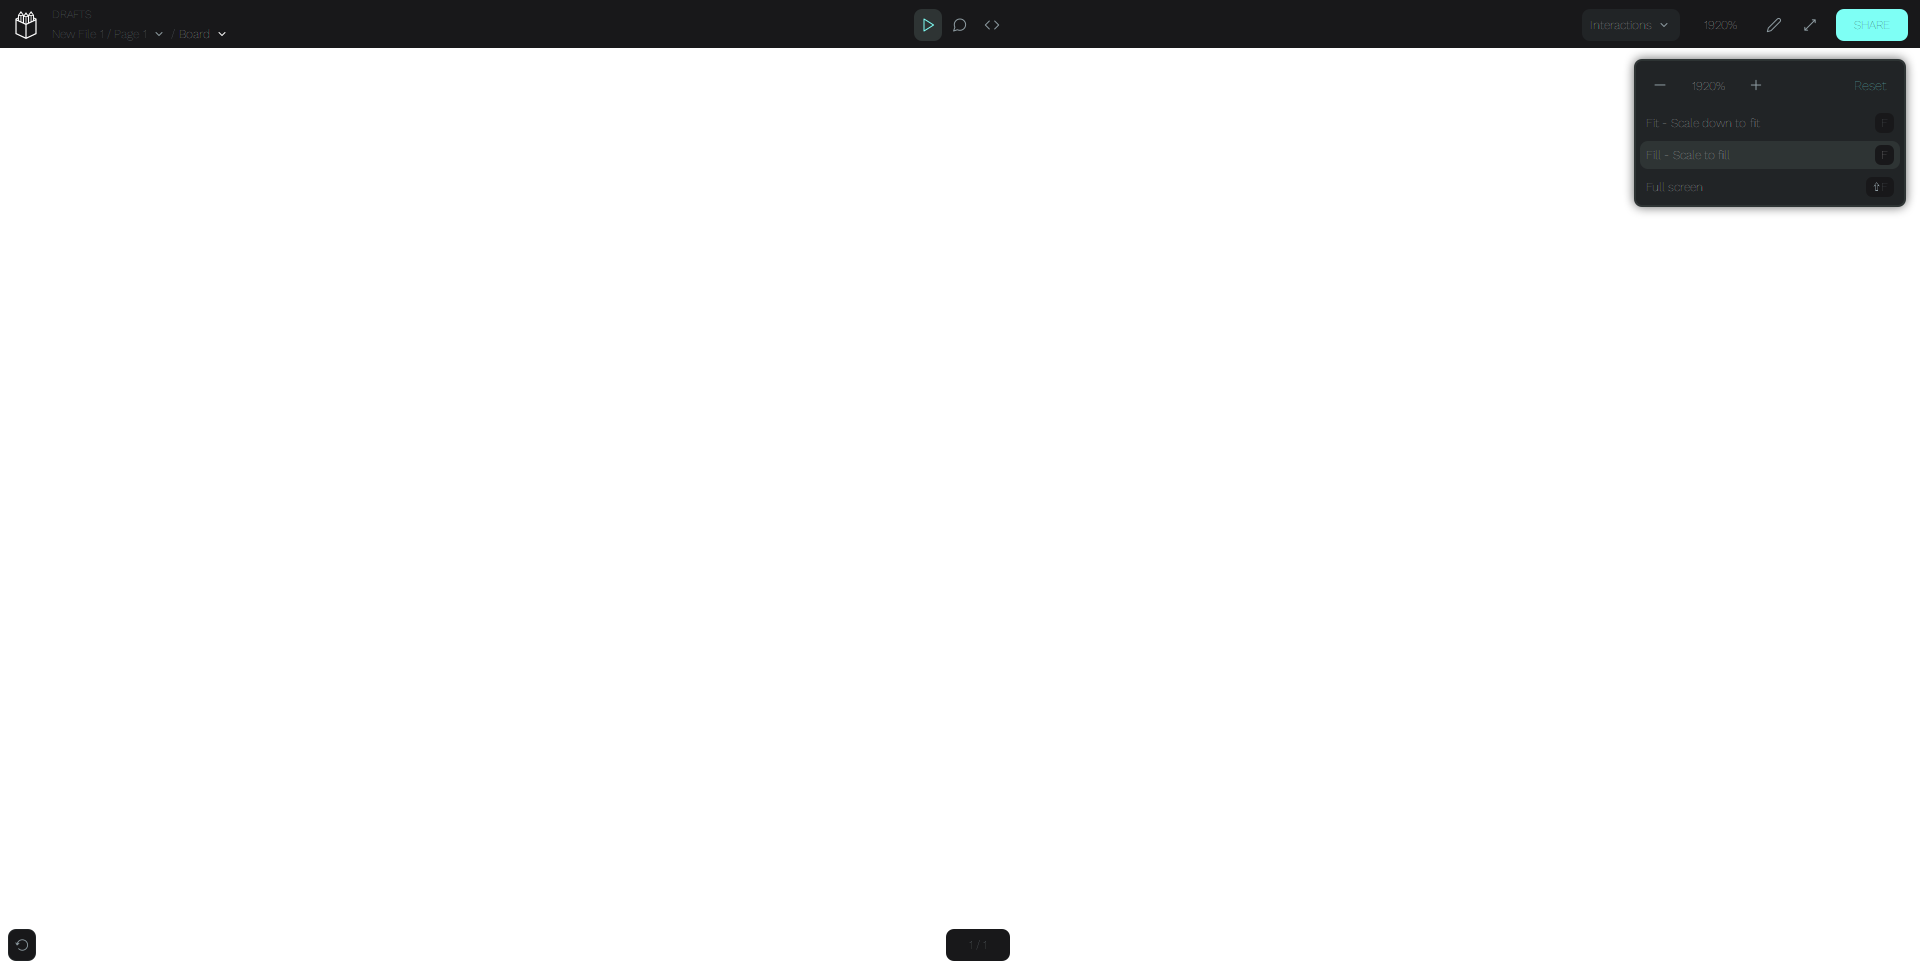 DRAFTS
New File 1 / Page 1 / Board
Interactions
1920%
SHARE
1920%
Reset
Fit - Scale down to fit F
Fill - Scale to fill F
Full screen ⇧F
1 / 1